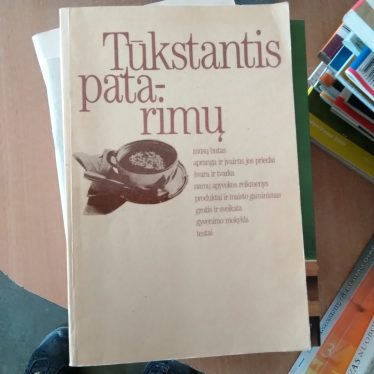 Tūkstantis
pata-
rimų
mūsų butas
apranga ir įvairūs jos priedai
švara ir tvarka
namų apyvokos reikmenys
produktai ir maisto gaminimas
grožis ir sveikata
gyvenimo mokykla
testai